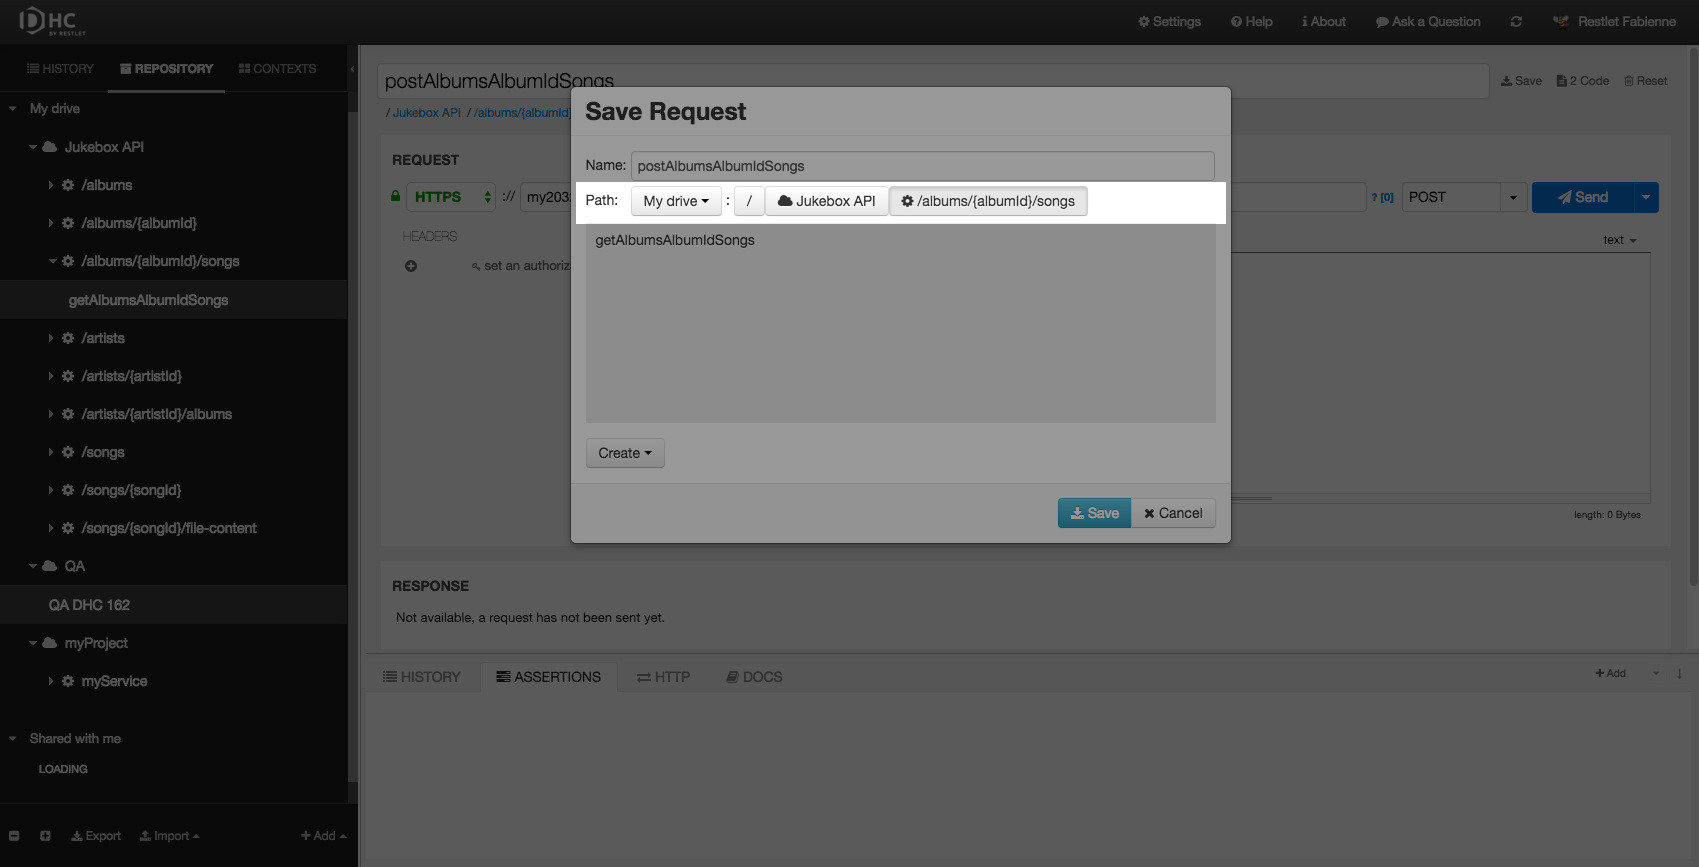 DHC
BY RESTLET
Settings Help About Ask a Question Restlet Fabienne
HISTORY REPOSITORY CONTEXTS
My drive
Jukebox API
/albums
/albums/{albumId}
/albums/{albumId}/songs
getAlbumsAlbumIdSongs
/artists
/artists/{artistId}
/artists/{artistId}/albums
/songs
/songs/{songId}
/songs/{songId}/file-content
QA
QA DHC 162
myProject
myService
Shared with me
LOADING
Export Import + Add
postAlbumsAlbumIdSongs
Save 2 Code Reset
/ Jukebox API / /albums/{albumId}
REQUEST
HTTPS :// my203 ? [0] POST Send
HEADERS
set an authoriz
text
length: 0 Bytes
Save Request
Name: postAlbumsAlbumIdSongs
Path: My drive : / Jukebox API /albums/{albumId}/songs
getAlbumsAlbumIdSongs
Create
Save Cancel
RESPONSE
Not available, a request has not been sent yet.
HISTORY ASSERTIONS HTTP DOCS + Add